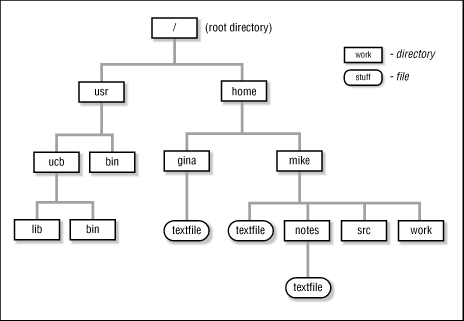 / (root directory)
work - directory
stuff - file
usr home
ucb bin gina mike
lib bin textfile textfile notes src work
textfile